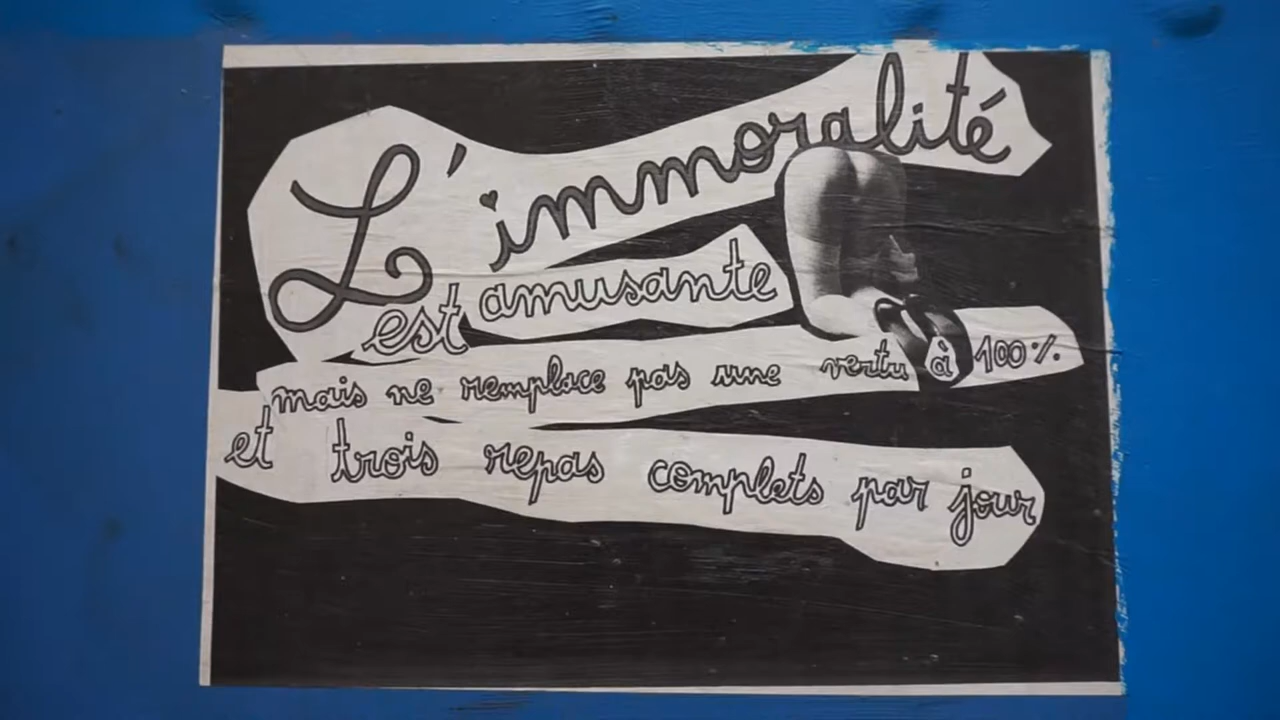 L'immoralité
est amusante
mais ne remplace pas une vertu à 100%
et trois repas complets par jour